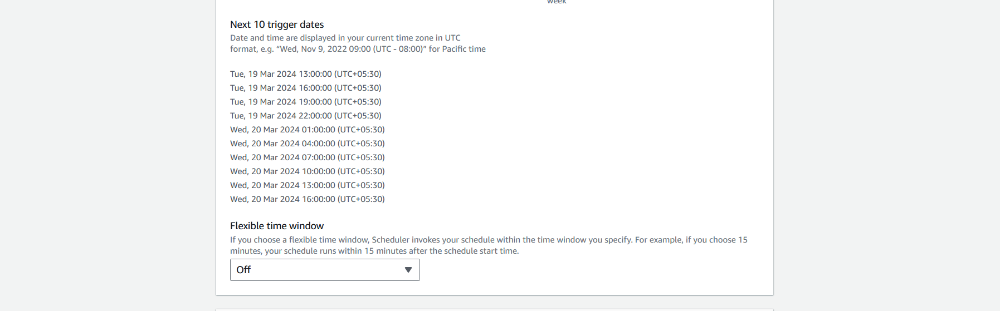 week
Next 10 trigger dates
Date and time are displayed in your current time zone in UTC
format, e.g. “Wed, Nov 9, 2022 09:00 (UTC - 08:00)” for Pacific time
Tue, 19 Mar 2024 13:00:00 (UTC+05:30)
Tue, 19 Mar 2024 16:00:00 (UTC+05:30)
Tue, 19 Mar 2024 19:00:00 (UTC+05:30)
Tue, 19 Mar 2024 22:00:00 (UTC+05:30)
Wed, 20 Mar 2024 01:00:00 (UTC+05:30)
Wed, 20 Mar 2024 04:00:00 (UTC+05:30)
Wed, 20 Mar 2024 07:00:00 (UTC+05:30)
Wed, 20 Mar 2024 10:00:00 (UTC+05:30)
Wed, 20 Mar 2024 13:00:00 (UTC+05:30)
Wed, 20 Mar 2024 16:00:00 (UTC+05:30)
Flexible time window
If you choose a flexible time window, Scheduler invokes your schedule within the time window you specify. For example, if you choose 15
minutes, your schedule runs within 15 minutes after the schedule start time.
Off